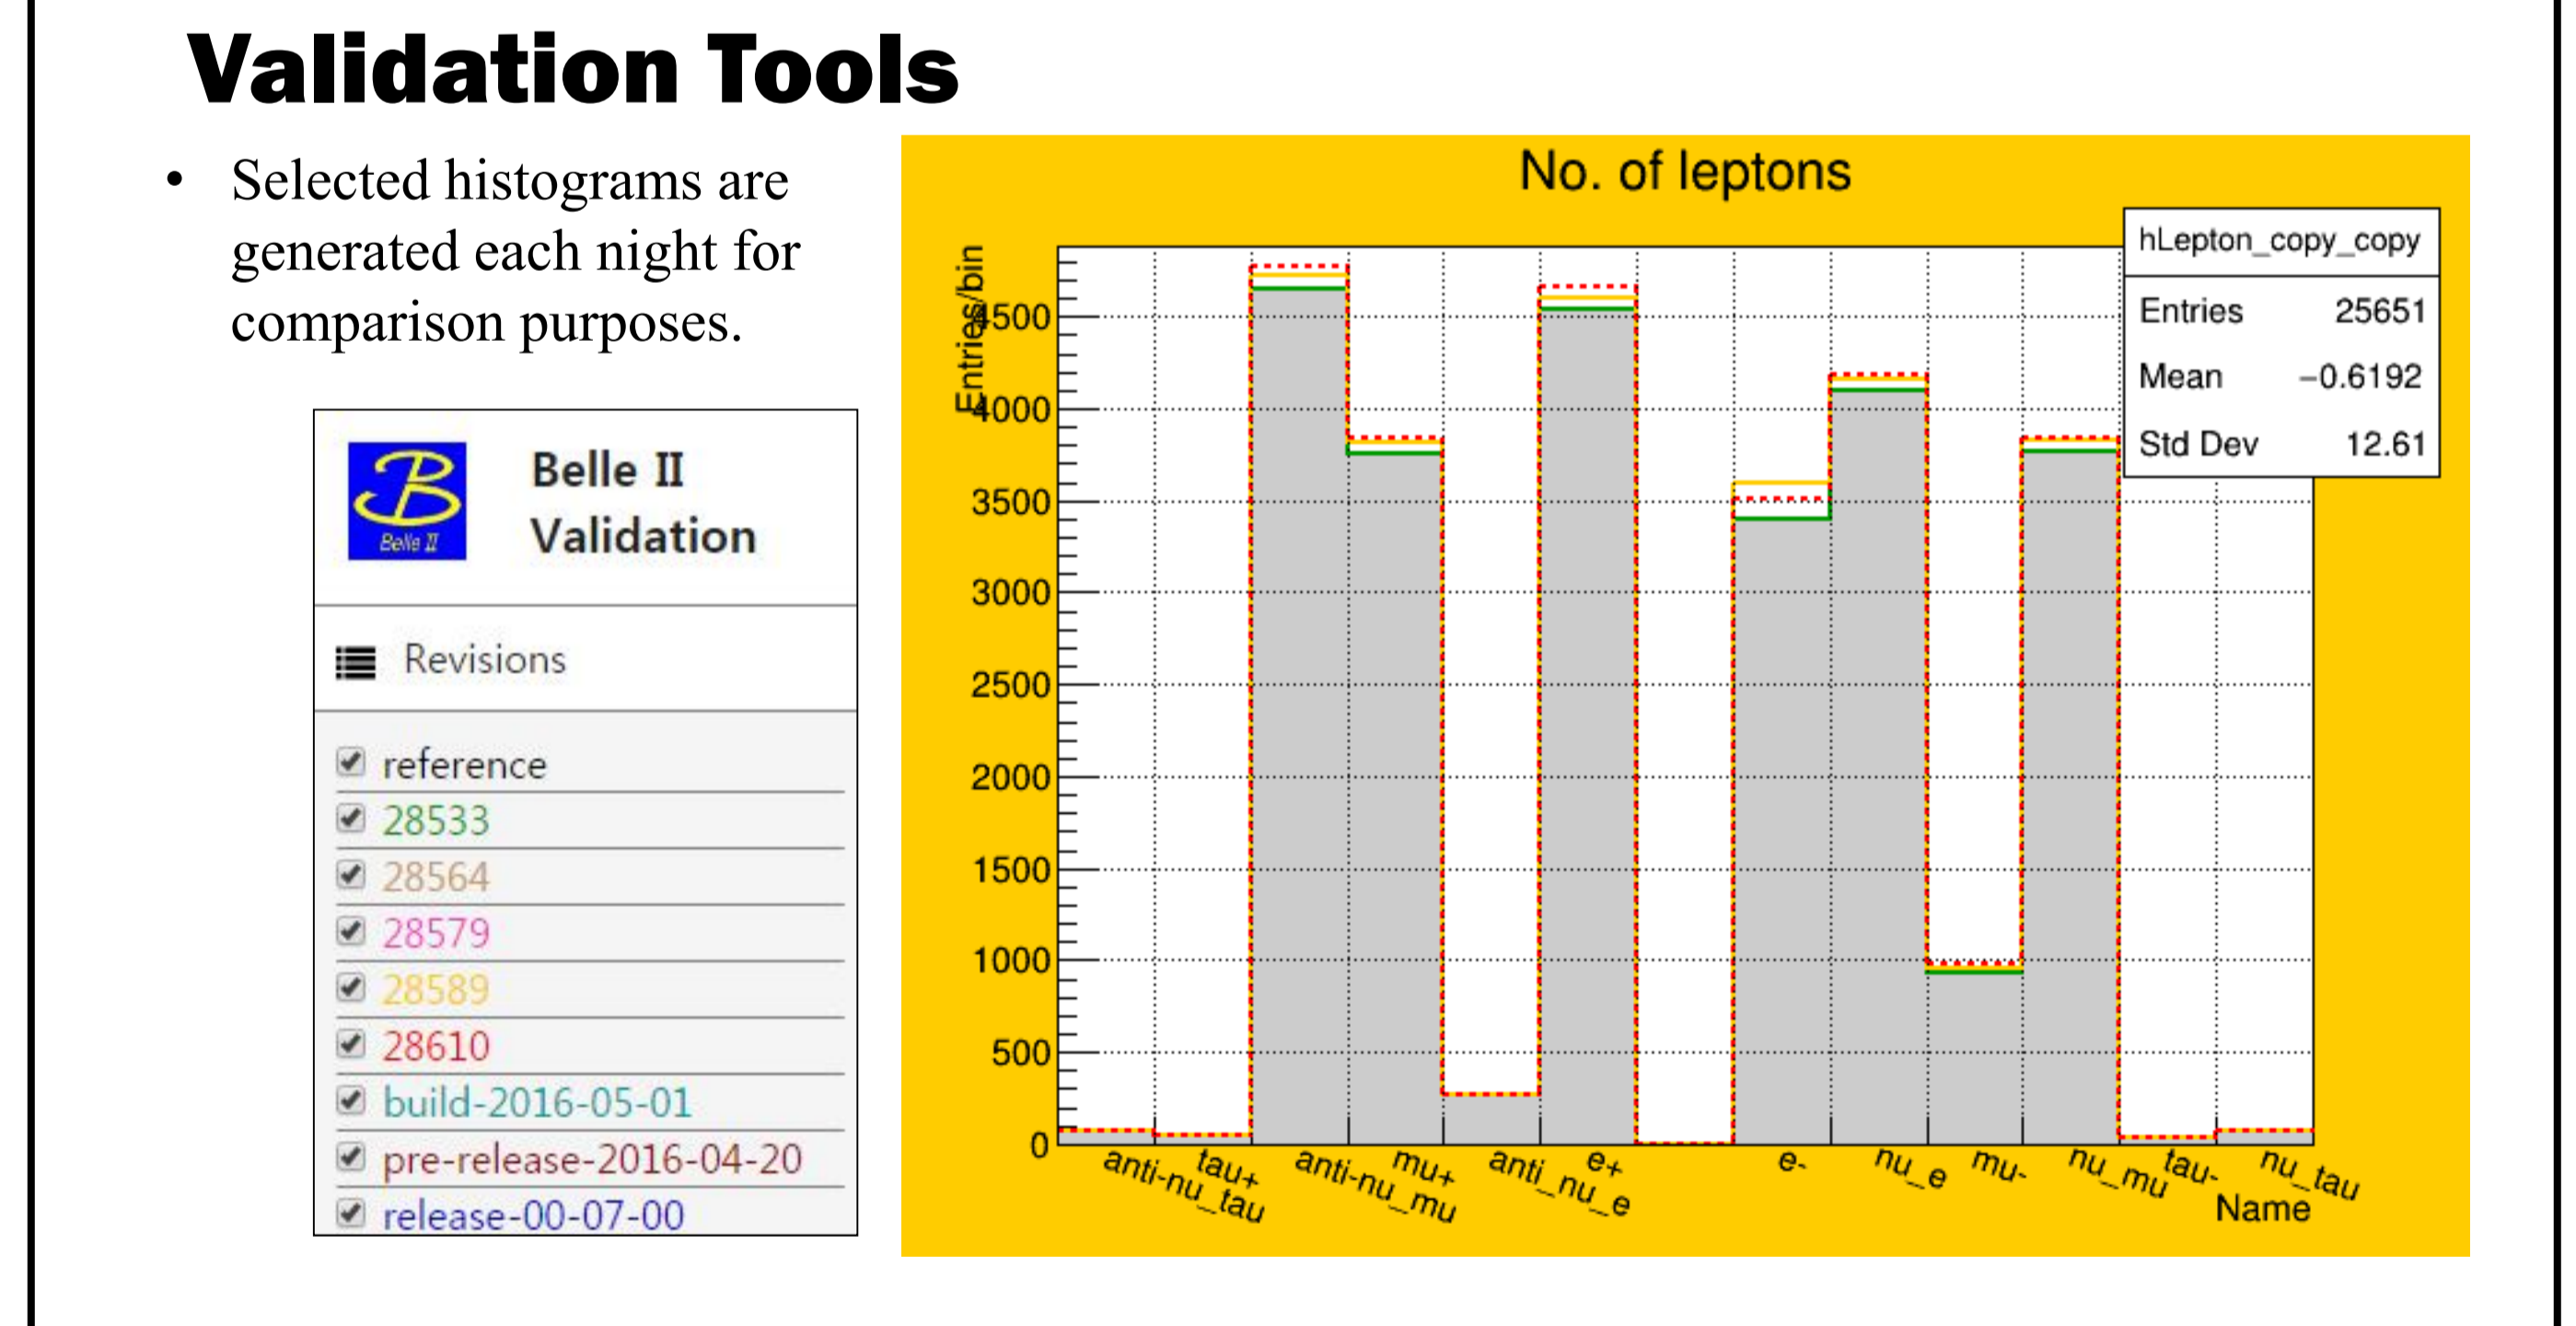 Validation Tools
• Selected histograms are
generated each night for
comparison purposes.
Belle II
Belle II
Validation
Revisions
reference
28533
28564
28579
28589
28610
build-2016-05-01
pre-release-2016-04-20
release-00-07-00
No. of leptons
hLepton_copy_copy
Entries 25651
Mean −0.6192
Std Dev 12.61
Entries/bin
4500
4000
3500
3000
2500
2000
1500
1000
500
0
anti-nu_tau
tau+
anti-nu_mu
mu+
anti_nu_e
e+
e-
nu_e
mu-
nu_mu
tau-
nu_tau
Name